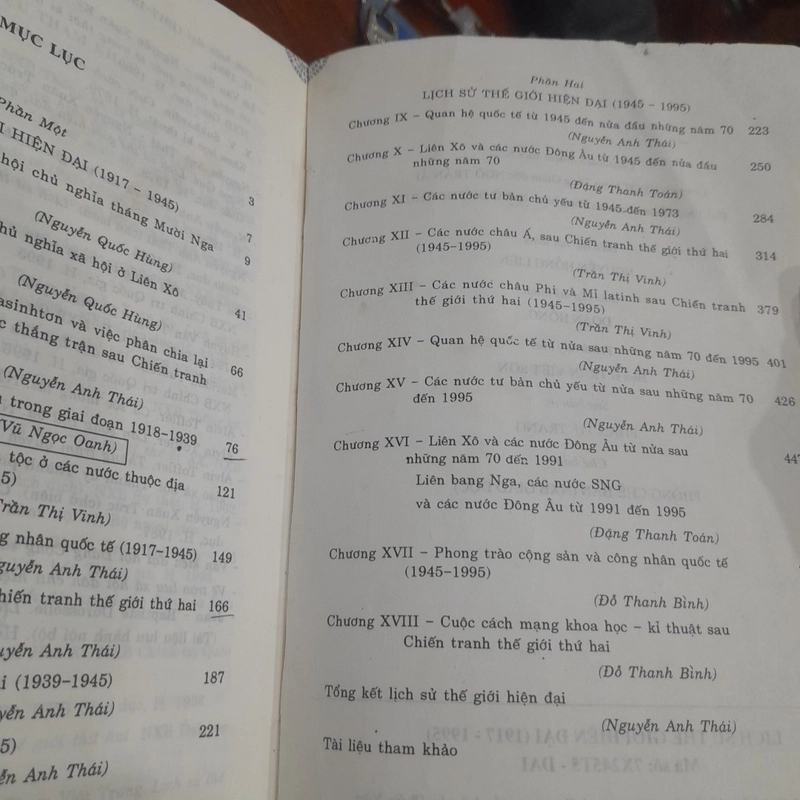 MỤC LỤC
Phần Một
HIỆN ĐẠI (1917 - 1945)
3
hội chủ nghĩa tháng Mười Nga
7
(Nguyễn Quốc Hùng)
9
chủ nghĩa xã hội ở Liên Xô
(Nguyễn Quốc Hùng)
41
asinhtơn và việc phân chia lại
thắng trận sau Chiến tranh
66
(Nguyễn Anh Thái)
trong giai đoạn 1918-1939
76
(Vũ Ngọc Oanh)
tộc ở các nước thuộc địa
121
Trần Thị Vinh)
nhân quốc tế (1917-1945)
149
Nguyễn Anh Thái)
Chiến tranh thế giới thứ hai
166
Nguyễn Anh Thái)
(1939-1945)
187
Nguyễn Anh Thái)
221
Nguyễn Anh Thái)
Phần Hai
LỊCH SỬ THẾ GIỚI HIỆN ĐẠI (1945 - 1995)
Chương IX - Quan hệ quốc tế từ 1945 đến nửa đầu những năm 70 223
(Nguyễn Anh Thái)
Chương X - Liên Xô và các nước Đông Âu từ 1945 đến nửa đầu 250
những năm 70
(Đặng Thanh Toán)
Chương XI - Các nước tư bản chủ yếu từ 1945 đến 1973 284
(Nguyễn Anh Thái)
Chương XII - Các nước châu Á, sau Chiến tranh thế giới thứ hai 314
(1945-1995)
(Trần Thị Vinh)
Chương XIII - Các nước châu Phi và Mĩ latinh sau Chiến tranh 379
thế giới thứ hai (1945-1995)
(Trần Thị Vinh)
Chương XIV - Quan hệ quốc tế từ nửa sau những năm 70 đến 1995 401
(Nguyễn Anh Thái)
Chương XV - Các nước tư bản chủ yếu từ nửa sau những năm 70 426
đến 1995
(Nguyễn Anh Thái)
Chương XVI - Liên Xô và các nước Đông Âu từ nửa sau 447
những năm 70 đến 1991
Liên bang Nga, các nước SNG
và các nước Đông Âu từ 1991 đến 1995
(Đặng Thanh Toán)
Chương XVII - Phong trào cộng sản và công nhân quốc tế
(1945-1995)
(Đỗ Thanh Bình)
Chương XVIII - Cuộc cách mạng khoa học - kĩ thuật sau
Chiến tranh thế giới thứ hai
(Đỗ Thanh Bình)
Tổng kết lịch sử thế giới hiện đại
(Nguyễn Anh Thái)
Tài liệu tham khảo